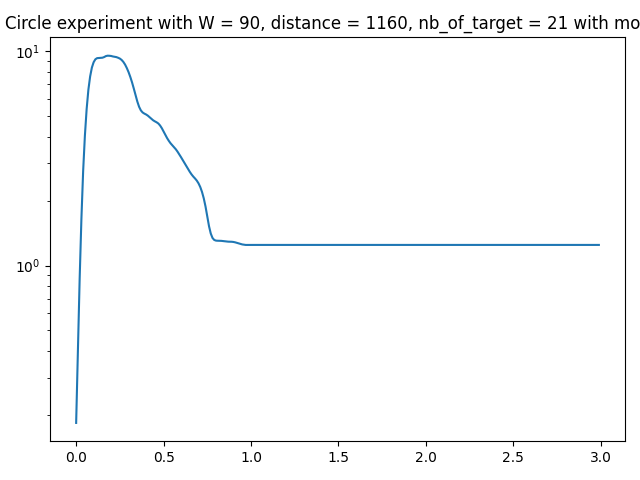 Circle experiment with W = 90, distance = 1160, nb_of_target = 21 with mo
10¹
10⁰
0.0 0.5 1.0 1.5 2.0 2.5 3.0